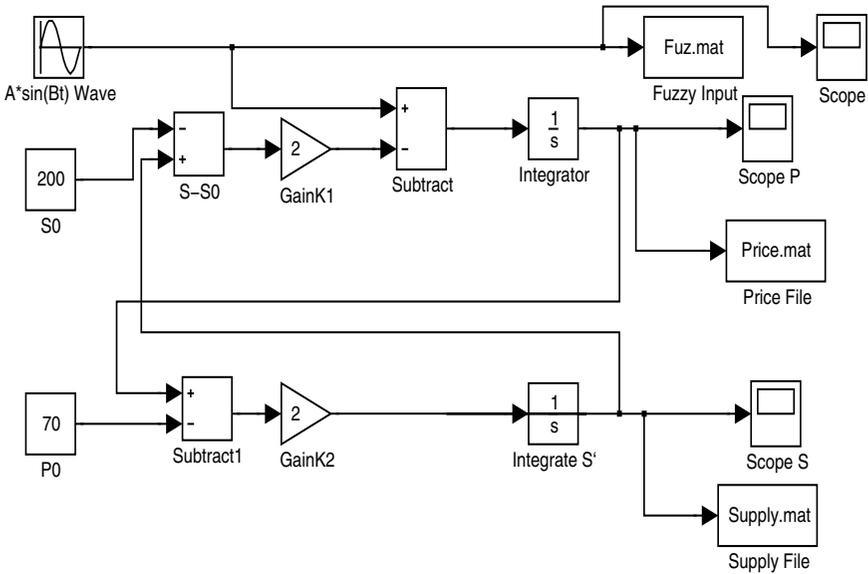 Fuz.mat
A*sin(Bt) Wave
Fuzzy Input
Scope
+
−
−
+
2
1
s
200
S−S0
GainK1
Subtract
Integrator
Scope P
S0
Price.mat
Price File
+
−
70
2
1
s
P0
Subtract1
GainK2
Integrate S‘
Scope S
Supply.mat
Supply File